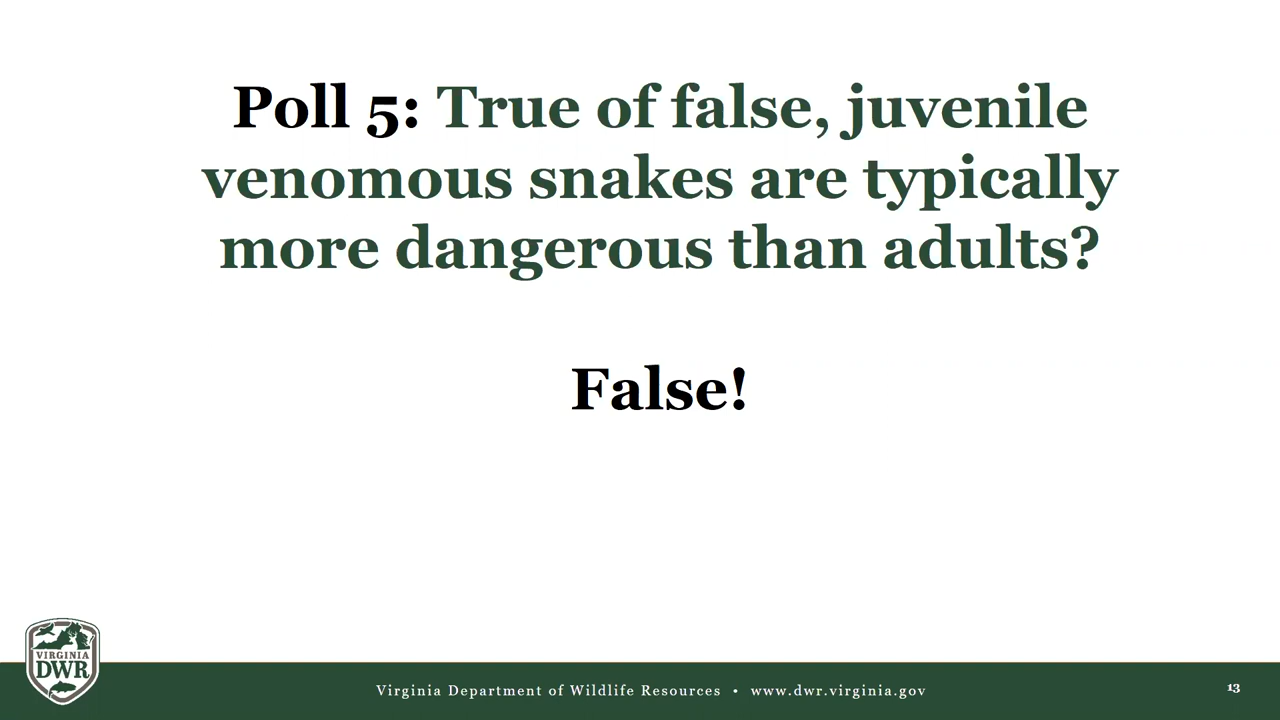 Poll 5: True of false, juvenile
venomous snakes are typically
more dangerous than adults?
False!
VIRGINIA
DWR
Virginia Department of Wildlife Resources • www.dwr.virginia.gov
13